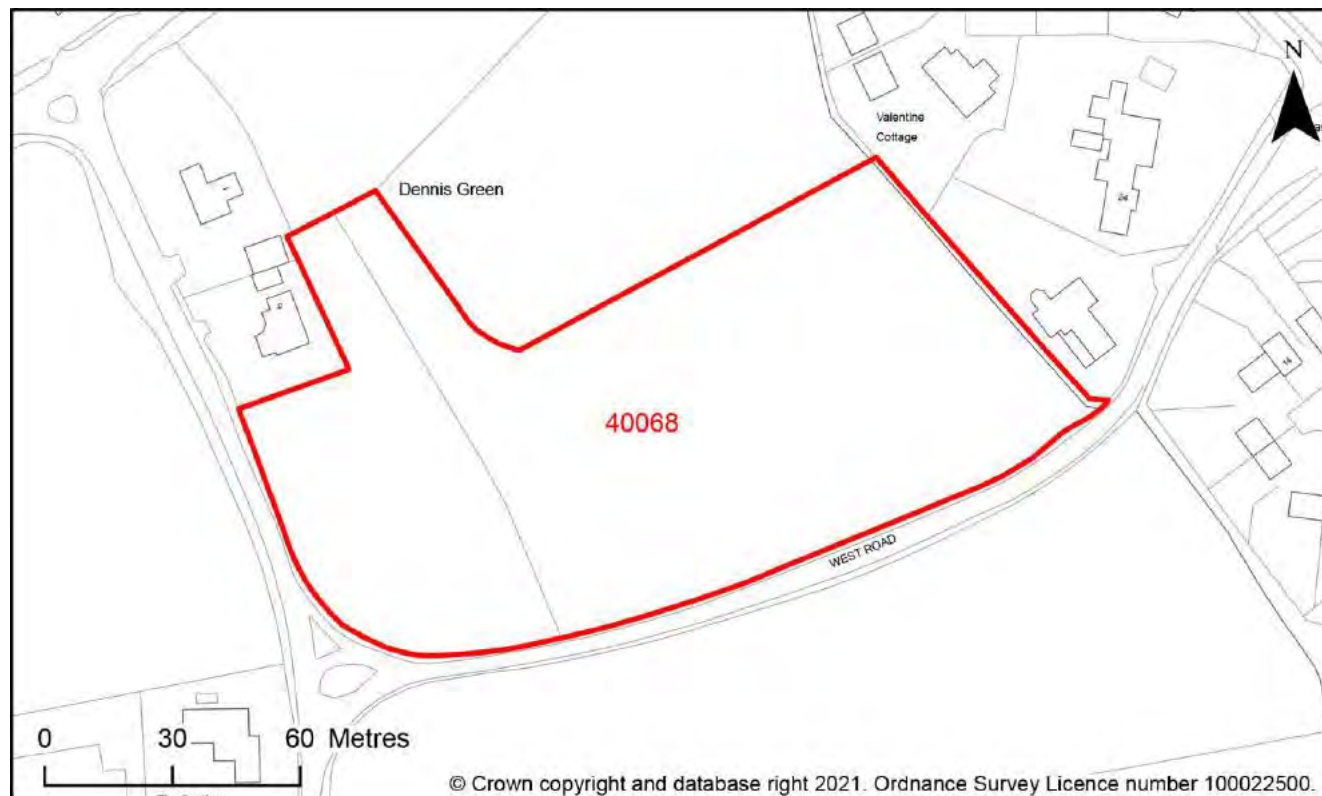 N
Valentine
Cottage
1
24
Dennis Green
14
40068
WEST ROAD
0 30 60 Metres
© Crown copyright and database right 2021. Ordnance Survey Licence number 100022500.